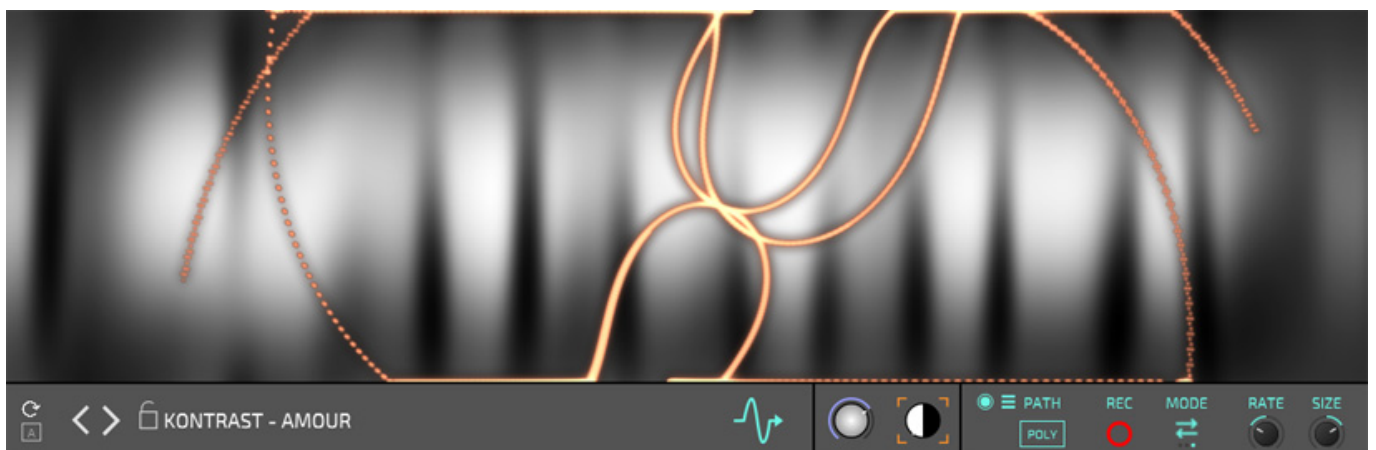 A
KONTRAST - AMOUR
PATH
POLY
REC
MODE
RATE
SIZE